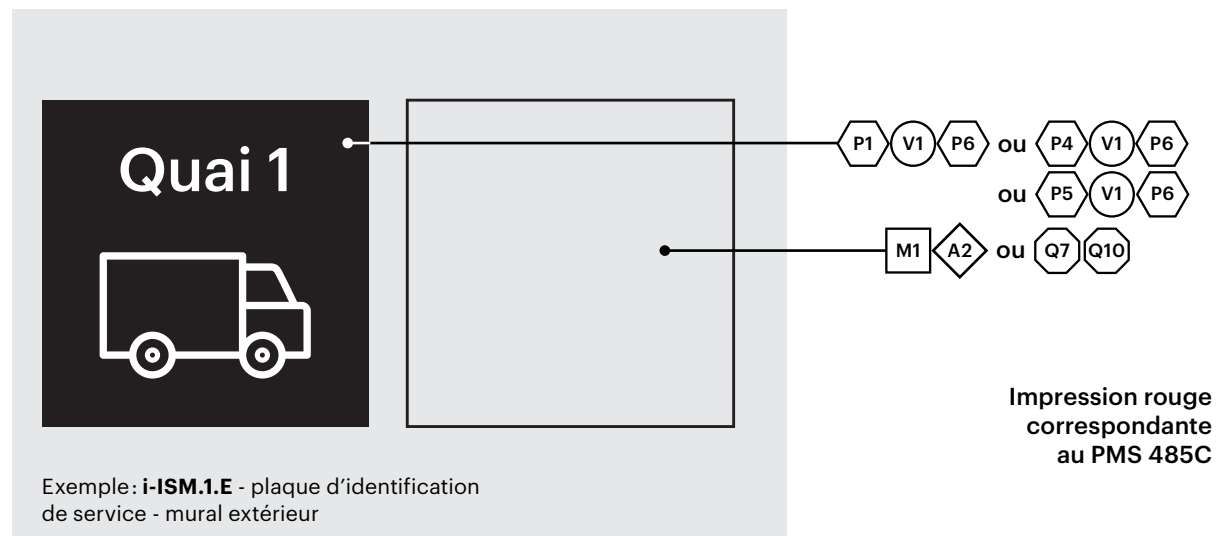 Quai 1
P1 V1 P6 ou P4 V1 P6
ou P5 V1 P6
M1 A2 ou Q7 Q10
Impression rouge
correspondante
au PMS 485C
Exemple : i-ISM.1.E - plaque d’identification
de service - mural extérieur